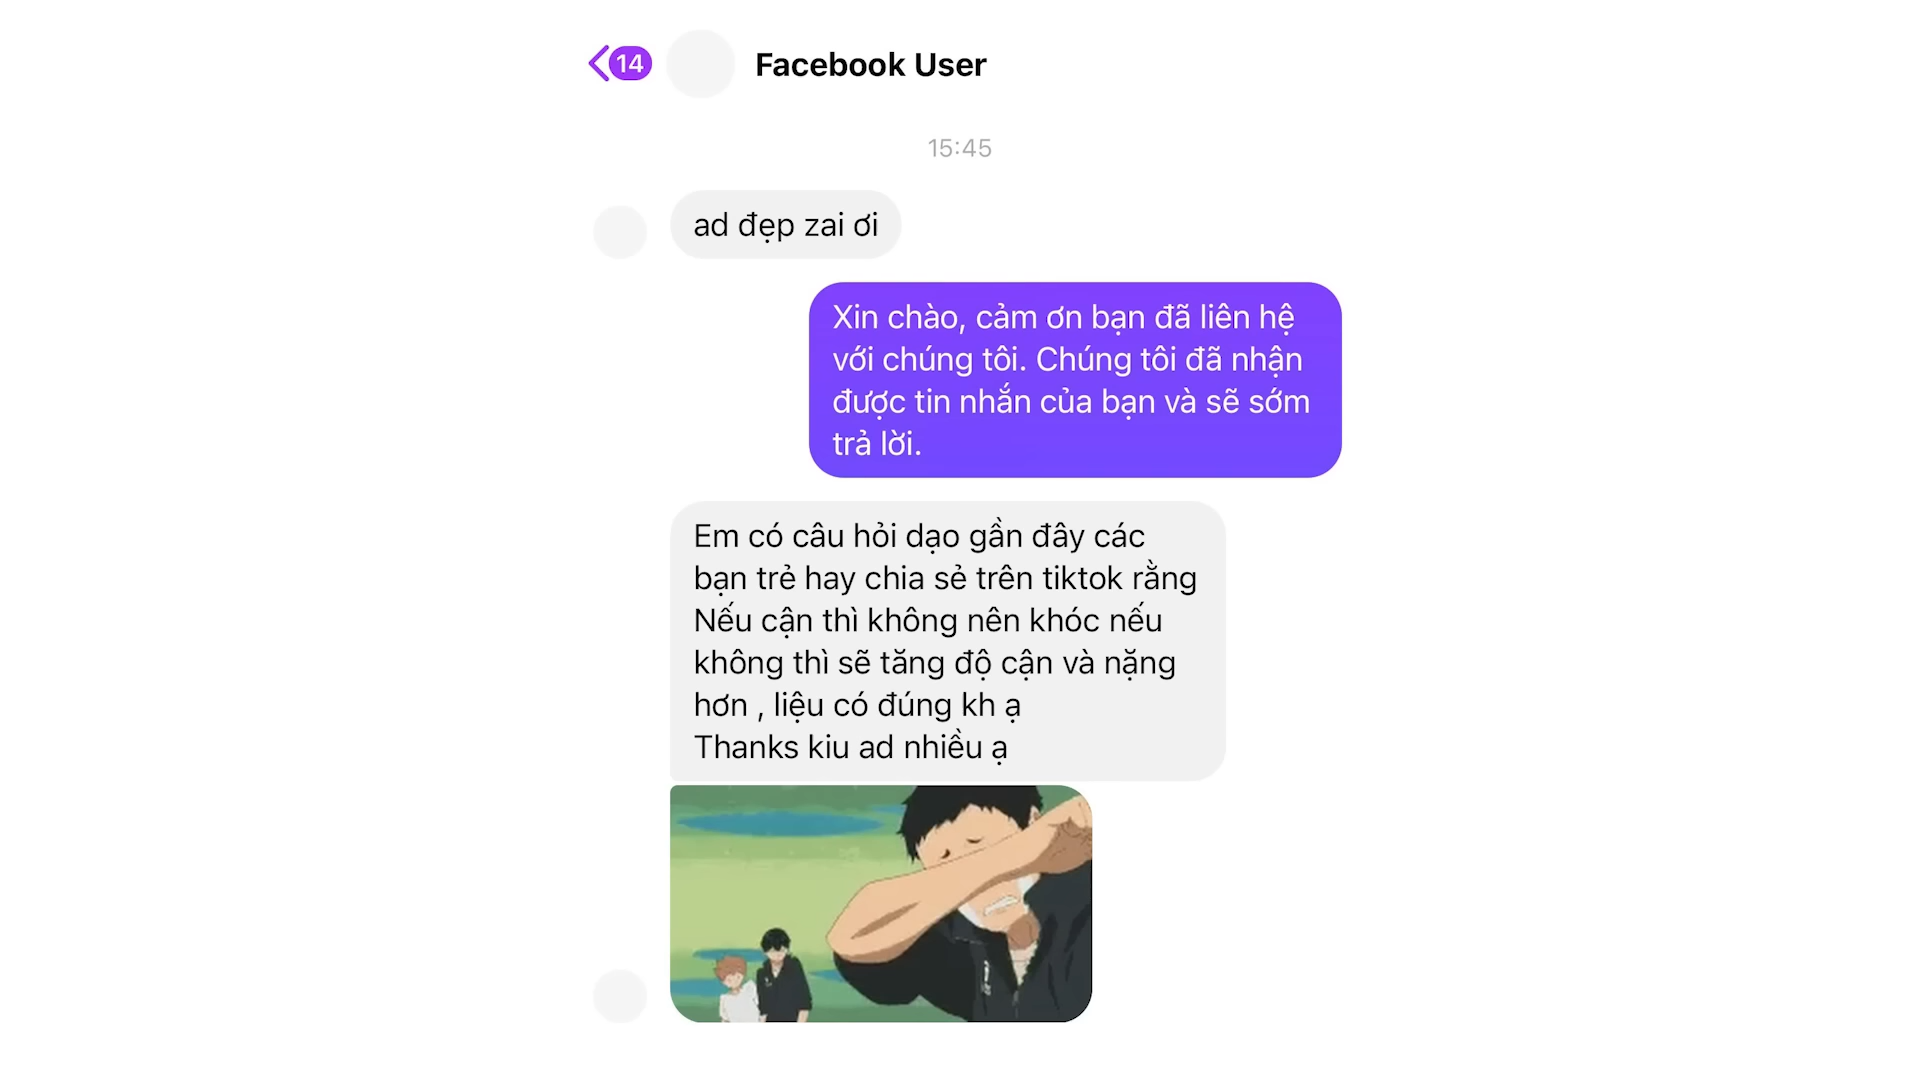 14
Facebook User
15:45
ad đẹp zai ơi
Xin chào, cảm ơn bạn đã liên hệ
với chúng tôi. Chúng tôi đã nhận
được tin nhắn của bạn và sẽ sớm
trả lời.
Em có câu hỏi dạo gần đây các
bạn trẻ hay chia sẻ trên tiktok rằng
Nếu cận thì không nên khóc nếu
không thì sẽ tăng độ cận và nặng
hơn , liệu có đúng kh ạ
Thanks kiu ad nhiều ạ